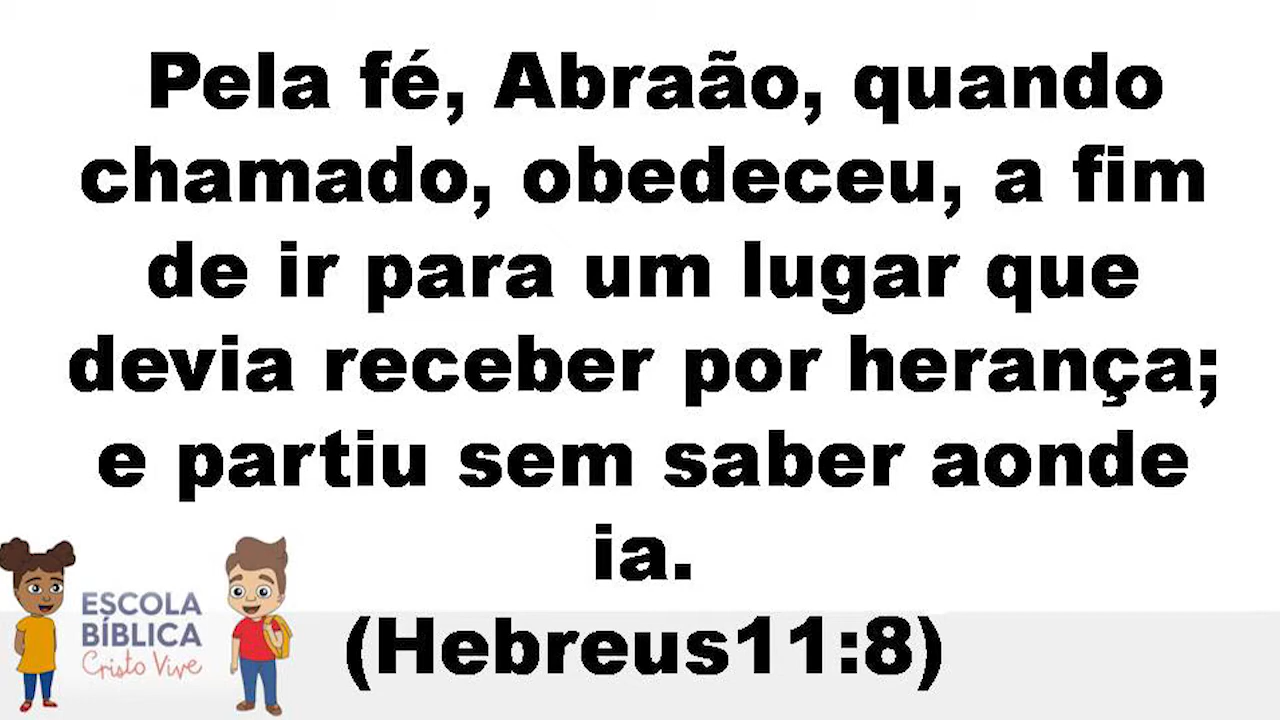 Pela fé, Abraão, quando
chamado, obedeceu, a fim
de ir para um lugar que
devia receber por herança;
e partiu sem saber aonde
ia.
(Hebreus11:8)
ESCOLA
BÍBLICA
Cristo Vive